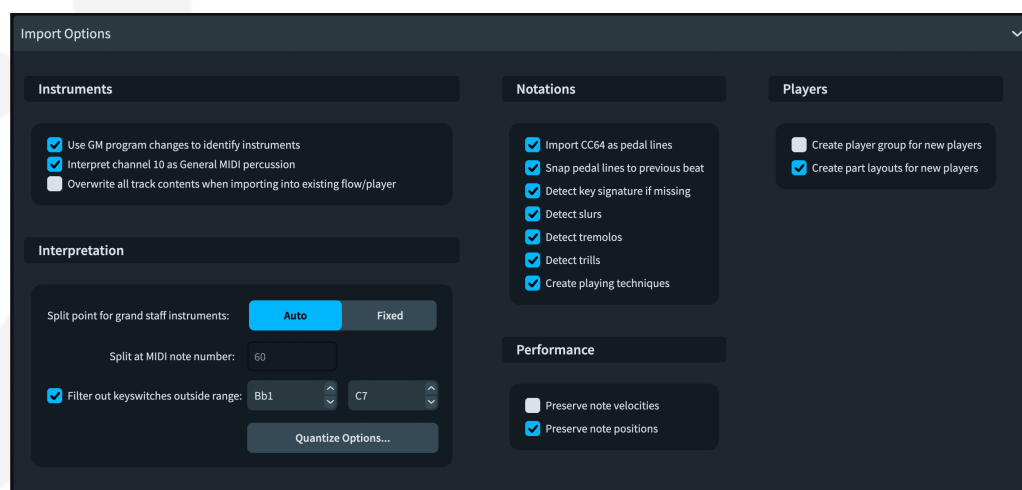 Import Options
Instruments
Use GM program changes to identify instruments
Interpret channel 10 as General MIDI percussion
Overwrite all track contents when importing into existing flow/player
Interpretation
Split point for grand staff instruments: Auto Fixed
Split at MIDI note number: 60
Filter out keyswitches outside range: Bb1 C7
Quantize Options...
Notations
Import CC64 as pedal lines
Snap pedal lines to previous beat
Detect key signature if missing
Detect slurs
Detect tremolos
Detect trills
Create playing techniques
Performance
Preserve note velocities
Preserve note positions
Players
Create player group for new players
Create part layouts for new players